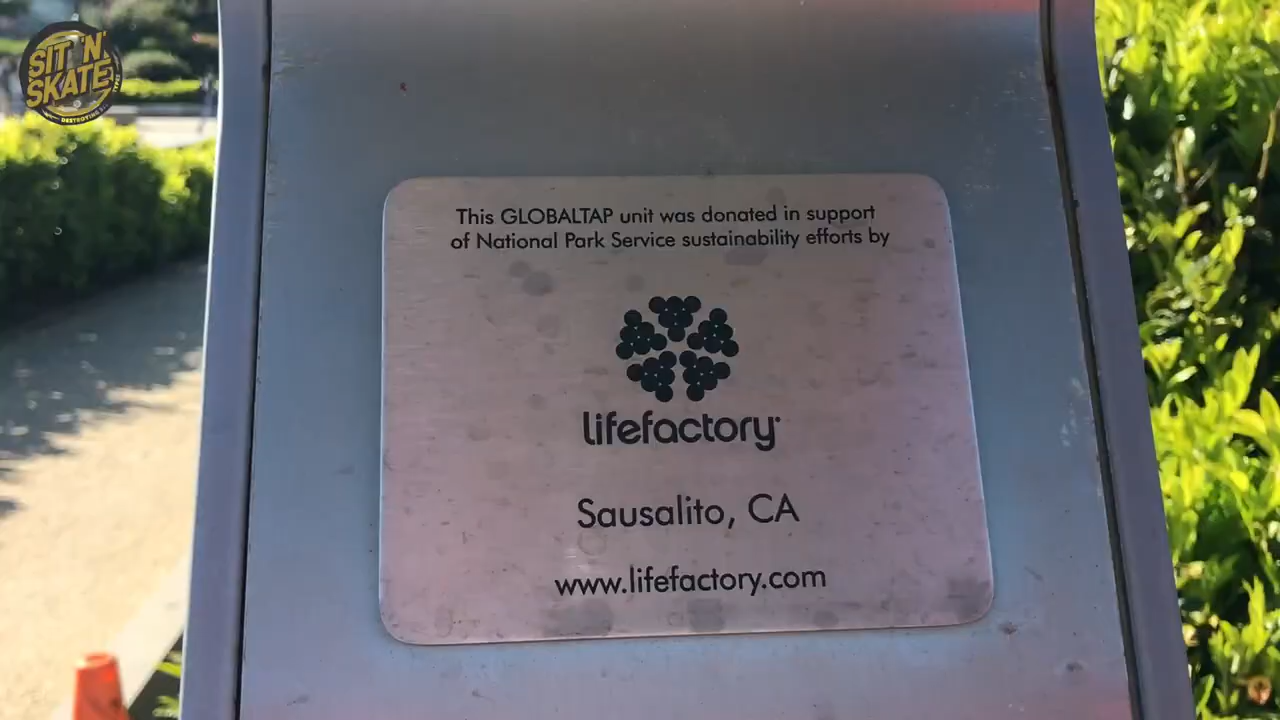 SIT 'N'
SKATE
This GLOBALTAP unit was donated in support
of National Park Service sustainability efforts by
lifefactory
Sausalito, CA
www.lifefactory.com